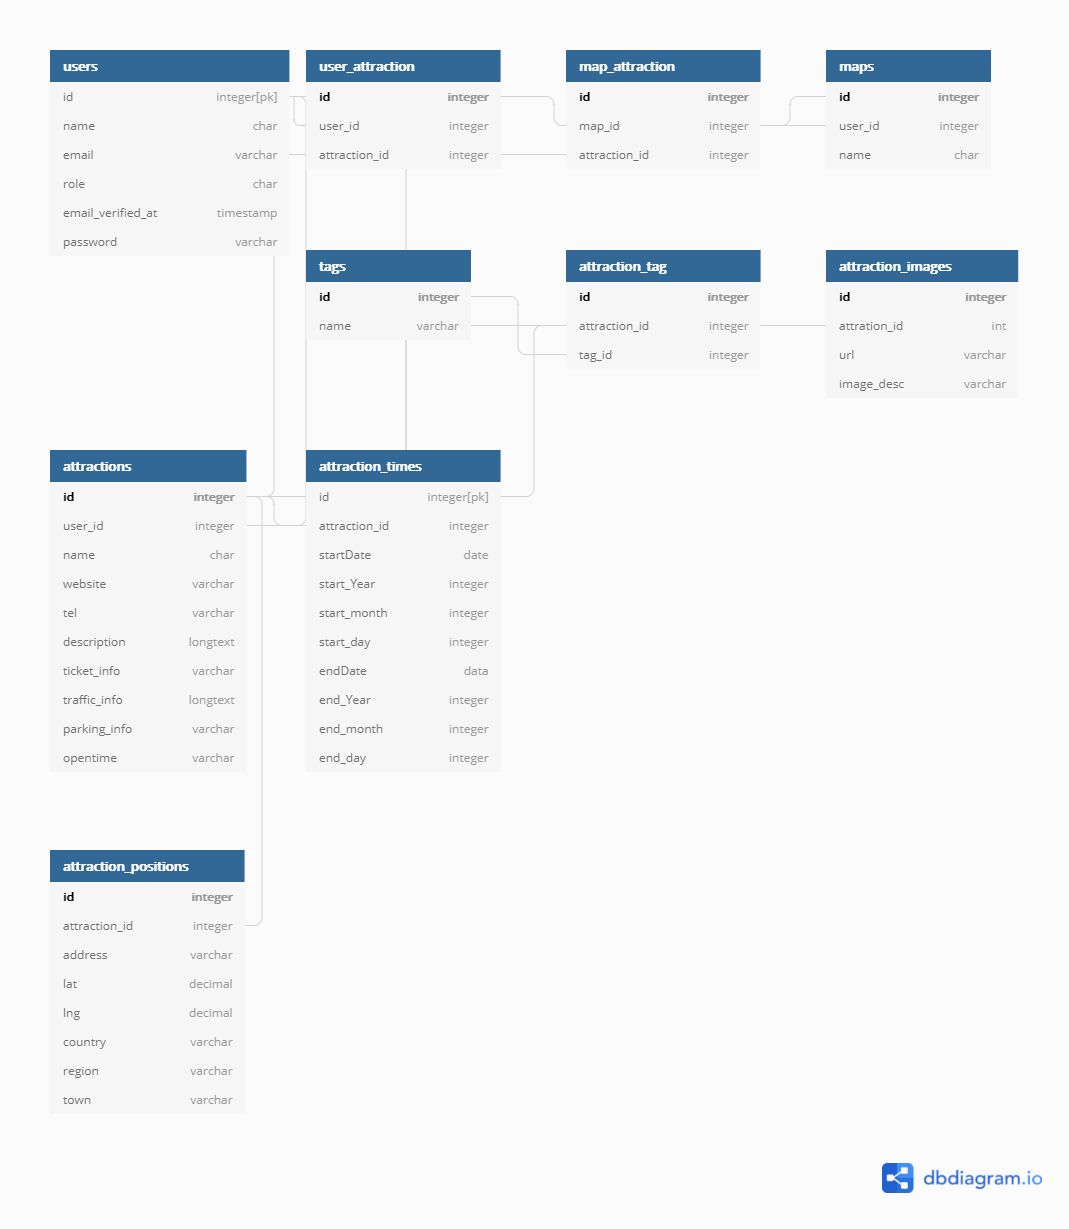 users
id integer[pk]
name char
email varchar
role char
email_verified_at timestamp
password varchar
user_attraction
id integer
user_id integer
attraction_id integer
map_attraction
id integer
map_id integer
attraction_id integer
maps
id integer
user_id integer
name char
tags
id integer
name varchar
attraction_tag
id integer
attraction_id integer
tag_id integer
attraction_images
id integer
attration_id int
url varchar
image_desc varchar
attractions
id integer
user_id integer
name char
website varchar
tel varchar
description longtext
ticket_info varchar
traffic_info longtext
parking_info varchar
opentime varchar
attraction_times
id integer[pk]
attraction_id integer
startDate date
start_Year integer
start_month integer
start_day integer
endDate data
end_Year integer
end_month integer
end_day integer
attraction_positions
id integer
attraction_id integer
address varchar
lat decimal
lng decimal
country varchar
region varchar
town varchar
dbdiagram.io